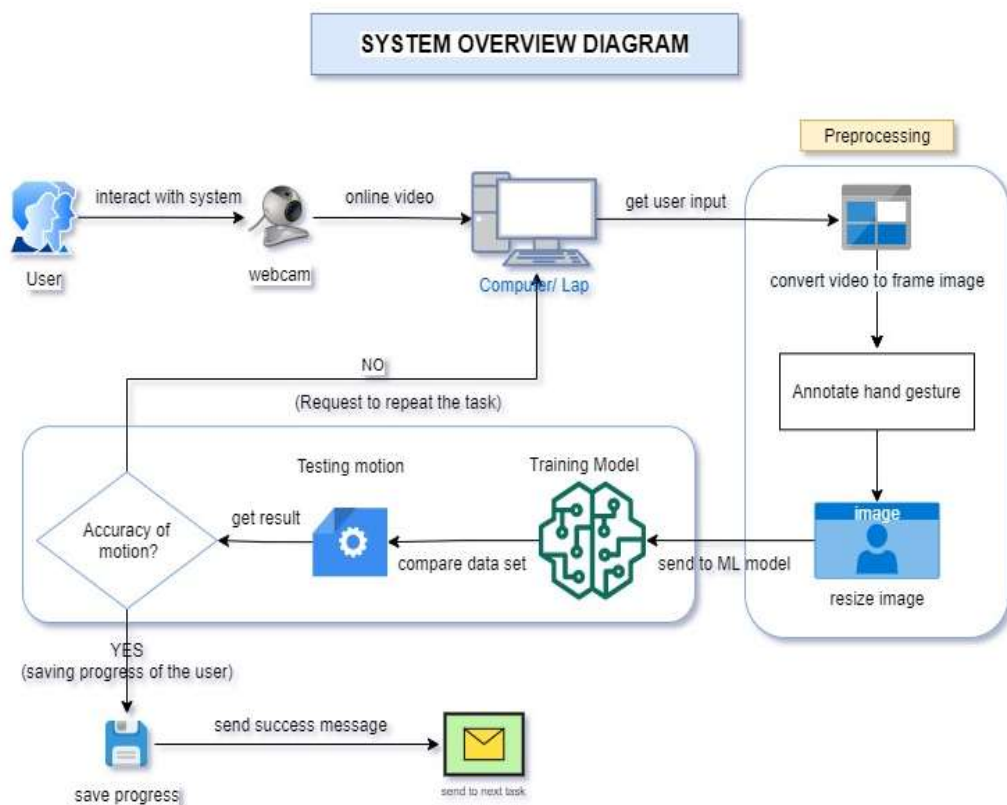 SYSTEM OVERVIEW DIAGRAM
Preprocessing
interact with system
online video
get user input
User
webcam
Computer/ Lap
convert video to frame image
NO
(Request to repeat the task)
Annotate hand gesture
Testing motion
Training Model
image
Accuracy of
motion?
get result
compare data set
send to ML model
resize image
YES
(saving progress of the user)
send success message
save progress
send to next task